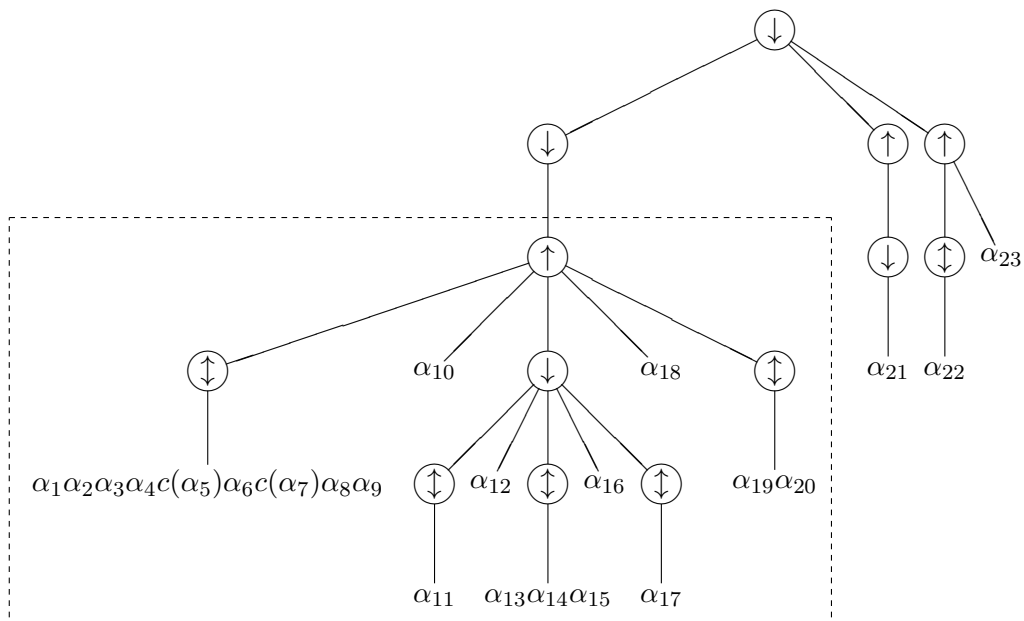 ↓
↓ ↑ ↑
↑ ↓ ↕ α₂₃
↕ α₁₀ ↓ α₁₈ ↕ α₂₁ α₂₂
α₁α₂α₃α₄c(α₅)α₆c(α₇)α₈α₉ ↕ α₁₂ ↕ α₁₆ ↕ α₁₉α₂₀
α₁₁ α₁₃α₁₄α₁₅ α₁₇